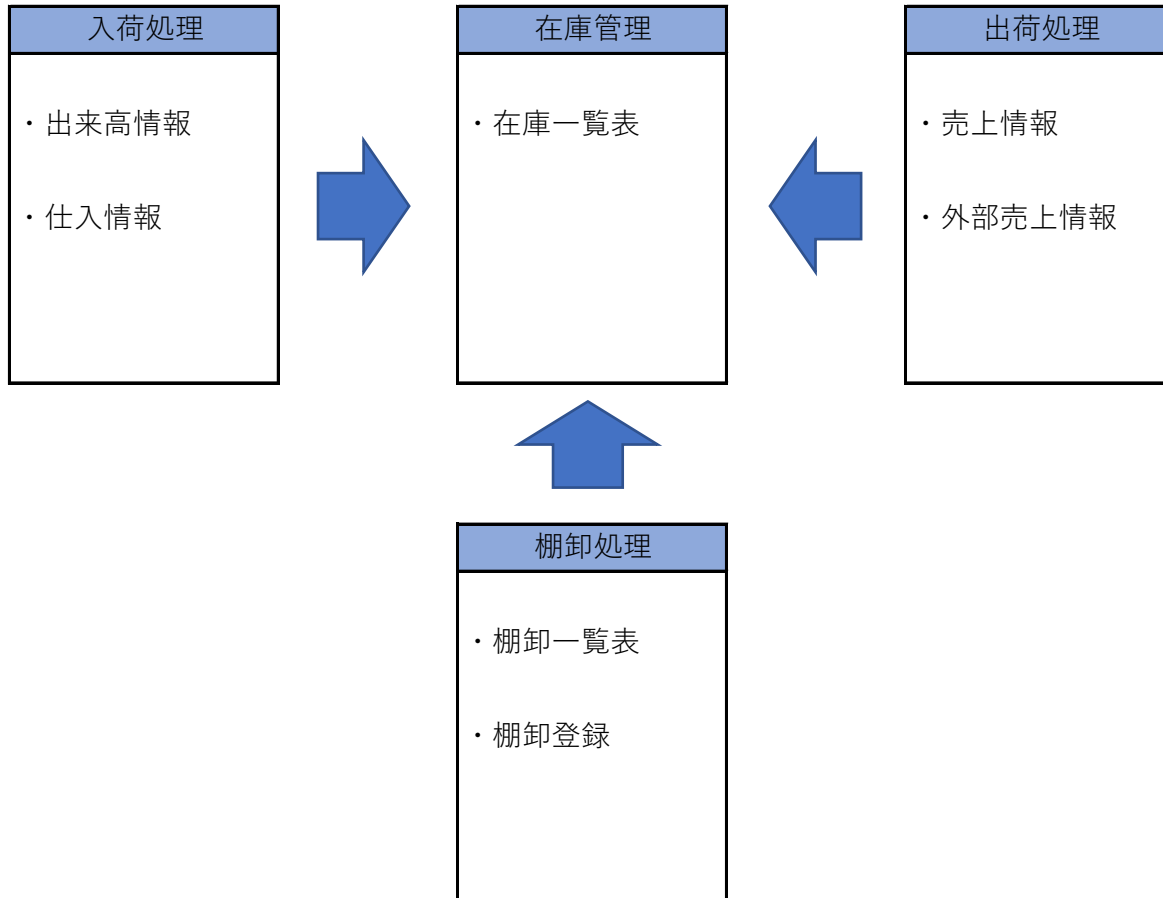 入荷処理
・出来高情報
・仕入情報
在庫管理
・在庫一覧表
出荷処理
・売上情報
・外部売上情報
棚卸処理
・棚卸一覧表
・棚卸登録